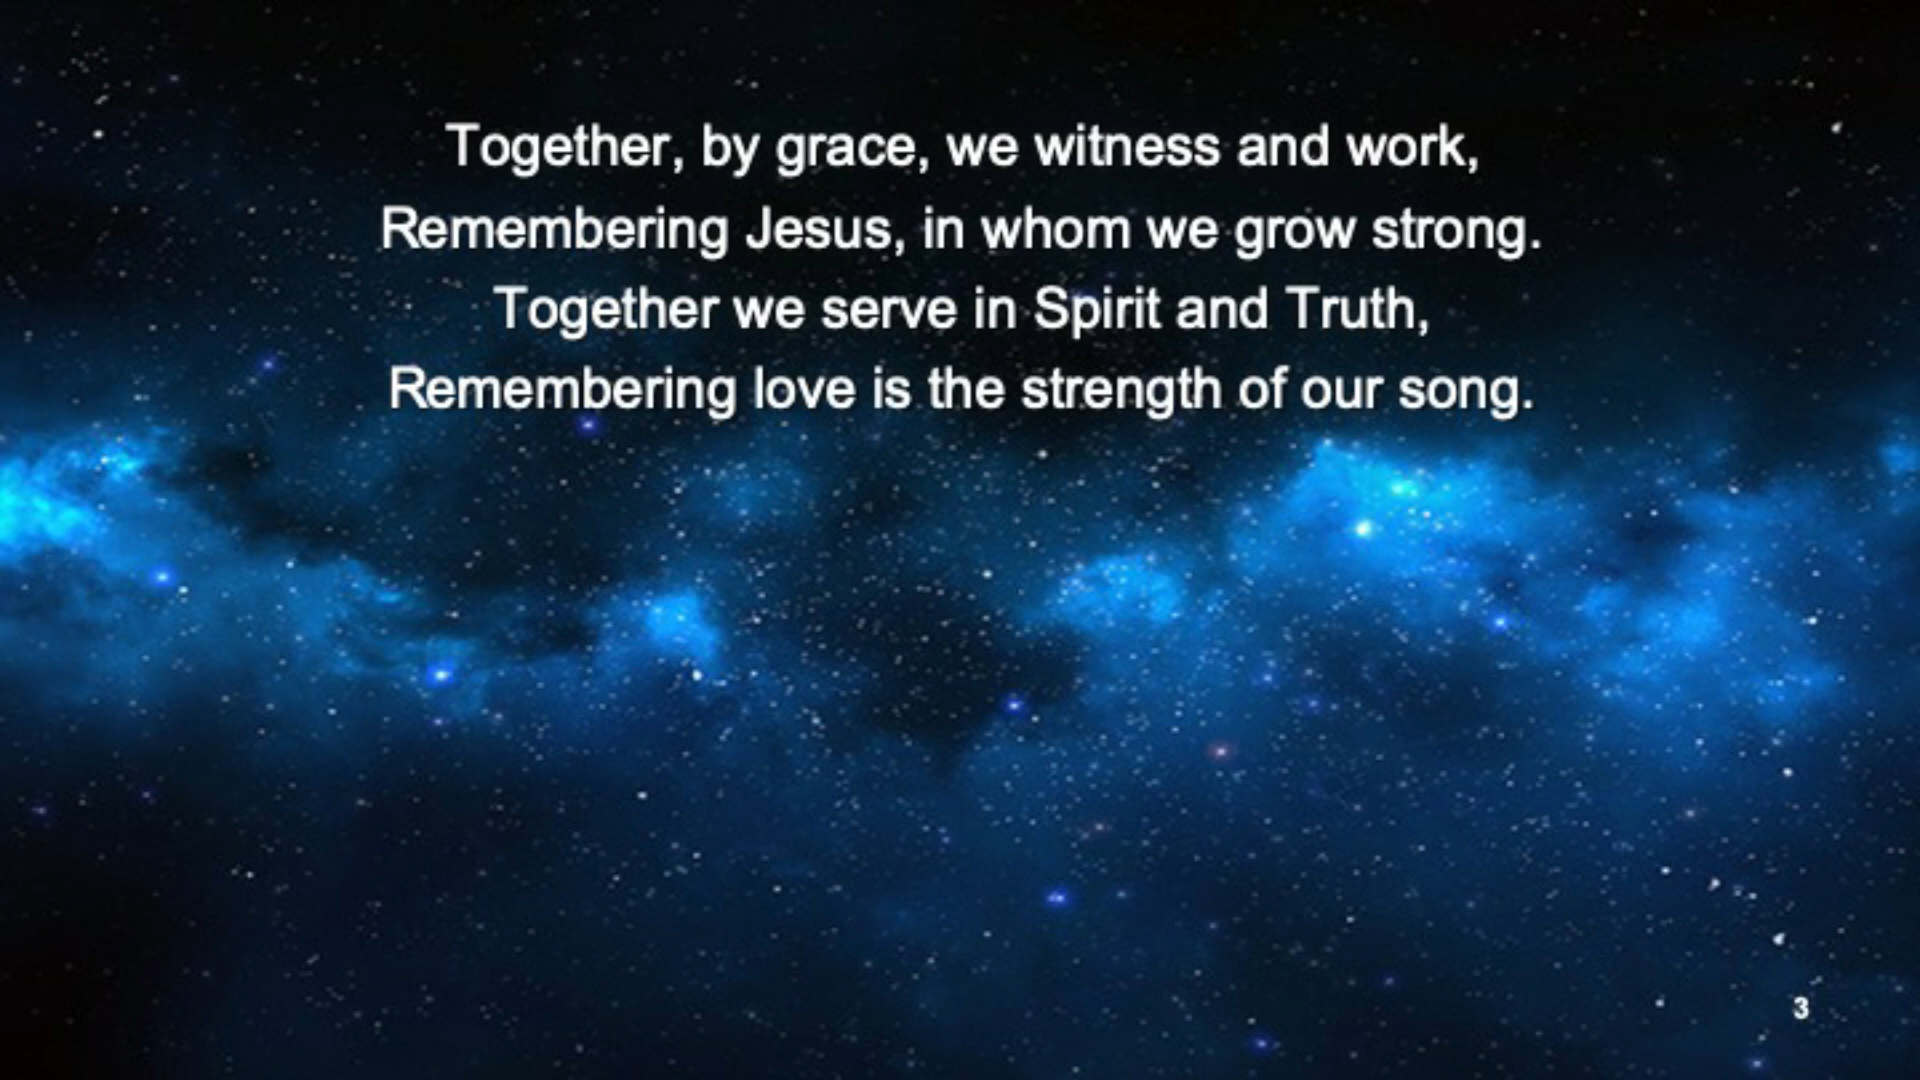 Together, by grace, we witness and work,
Remembering Jesus, in whom we grow strong.
Together we serve in Spirit and Truth,
Remembering love is the strength of our song.
3